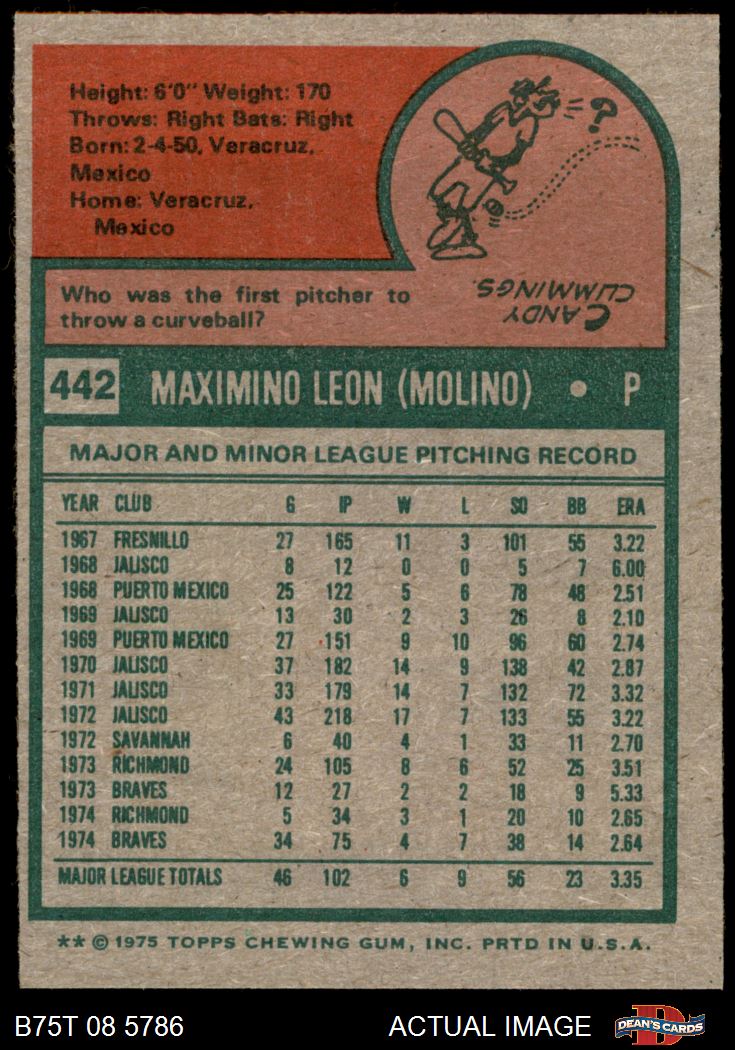 Height: 6'0" Weight: 170
Throws: Right Bats: Right
Born: 2-4-50, Veracruz,
Mexico
Home: Veracruz,
Mexico
?
CANDY
CUMMINGS
Who was the first pitcher to
throw a curveball?
442 MAXIMINO LEON (MOLINO) • P
MAJOR AND MINOR LEAGUE PITCHING RECORD
YEAR CLUB G IP W L SO BB ERA
1967 FRESNILLO 27 165 11 3 101 55 3.22
1968 JALISCO 8 12 0 0 5 7 6.00
1968 PUERTO MEXICO 25 122 5 6 78 48 2.51
1969 JALISCO 13 30 2 3 26 8 2.10
1969 PUERTO MEXICO 27 151 9 10 96 60 2.74
1970 JALISCO 37 182 14 9 138 42 2.87
1971 JALISCO 33 179 14 7 132 72 3.32
1972 JALISCO 43 218 17 7 133 55 3.22
1972 SAVANNAH 6 40 4 1 33 11 2.70
1973 RICHMOND 24 105 8 6 52 25 3.51
1973 BRAVES 12 27 2 2 18 9 5.33
1974 RICHMOND 5 34 3 1 20 10 2.65
1974 BRAVES 34 75 4 7 38 14 2.64
MAJOR LEAGUE TOTALS 46 102 6 9 56 23 3.35
** © 1975 TOPPS CHEWING GUM, INC. PRTD IN U.S.A.
B75T 08 5786 ACTUAL IMAGE D DEAN'S CARDS